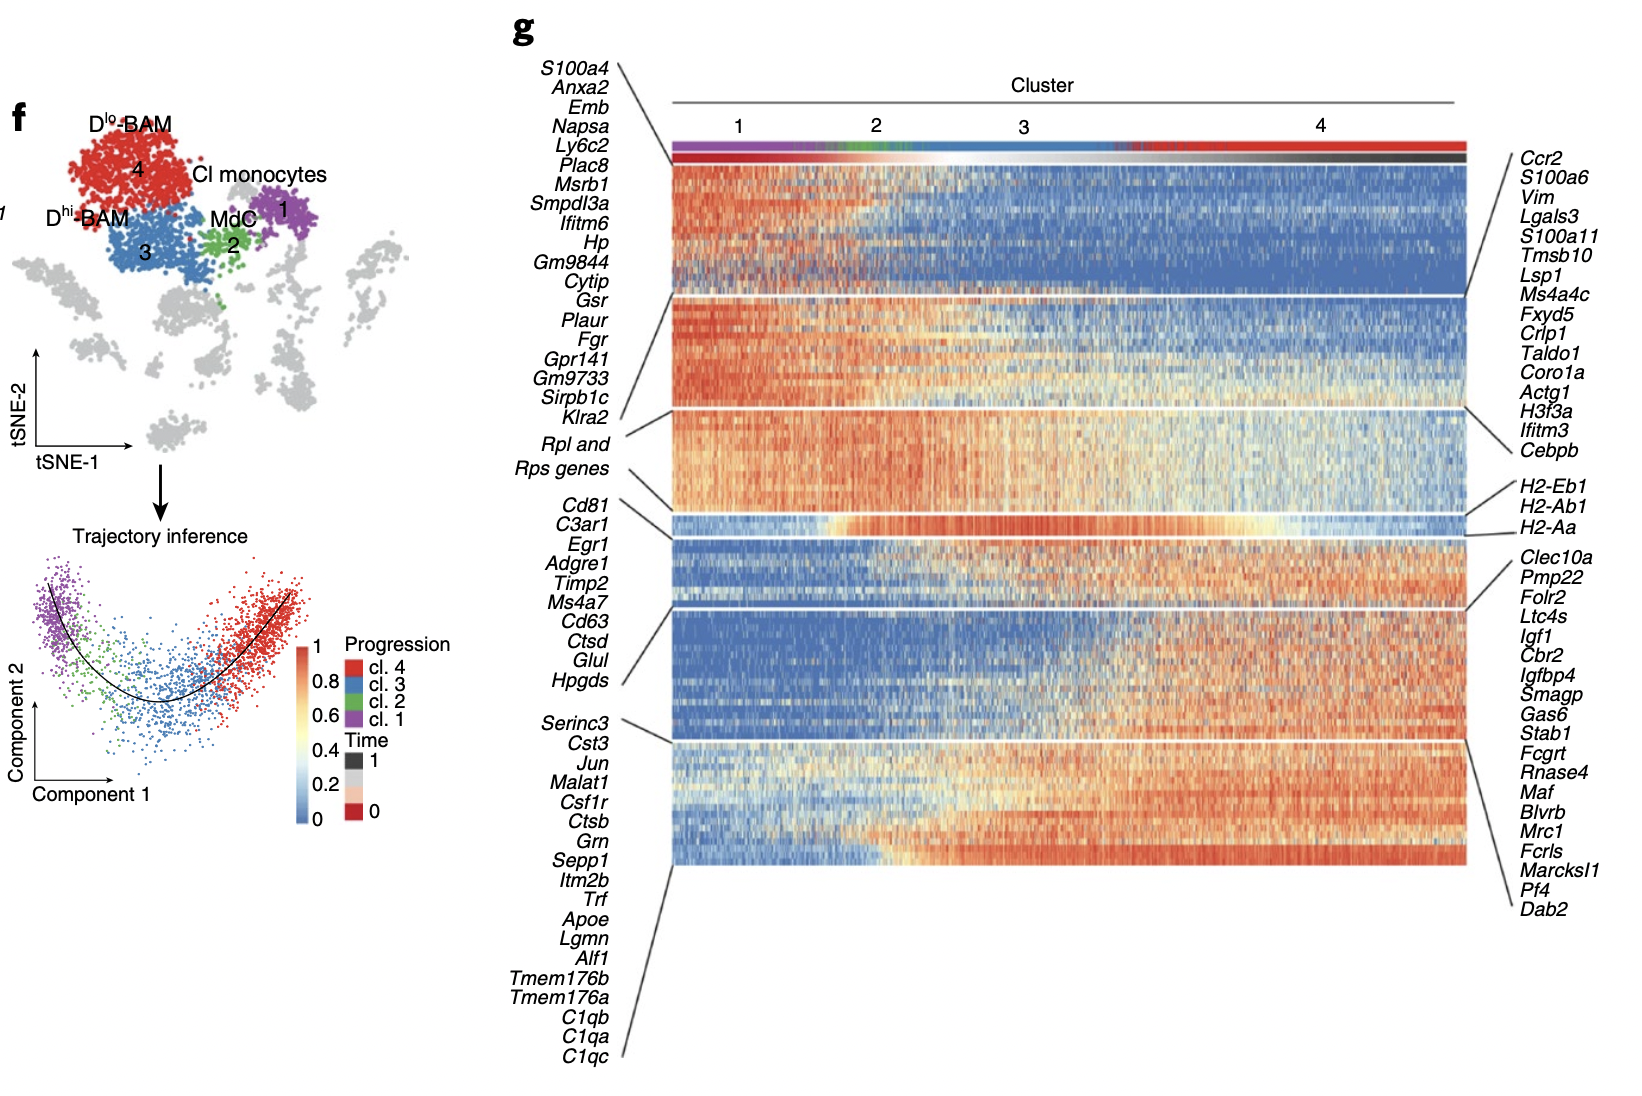 f
1
D^lo-BAM
4
Cl monocytes
1
D^hi-BAM
MdC
3
2
tSNE-2
tSNE-1
Trajectory inference
Component 2
Component 1
1
0.8
0.6
0.4
0.2
0
Progression
cl. 4
cl. 3
cl. 2
cl. 1
Time
1
0
g
Cluster
1 2 3 4
S100a4
Anxa2
Emb
Napsa
Ly6c2
Plac8
Msrb1
Smpdl3a
Ifitm6
Hp
Gm9844
Cytip
Gsr
Plaur
Fgr
Gpr141
Gm9733
Sirpb1c
Klra2
Rpl and
Rps genes
Cd81
C3ar1
Egr1
Adgre1
Timp2
Ms4a7
Cd63
Ctsd
Glul
Hpgds
Serinc3
Cst3
Jun
Malat1
Csf1r
Ctsb
Grn
Sepp1
Itm2b
Trf
Apoe
Lgmn
Alf1
Tmem176b
Tmem176a
C1qb
C1qa
C1qc
Ccr2
S100a6
Vim
Lgals3
S100a11
Tmsb10
Lsp1
Ms4a4c
Fxyd5
Crip1
Taldo1
Coro1a
Actg1
H3f3a
Ifitm3
Cebpb
H2-Eb1
H2-Ab1
H2-Aa
Clec10a
Pmp22
Folr2
Ltc4s
Igf1
Cbr2
Igfbp4
Smagp
Gas6
Stab1
Fcgrt
Rnase4
Maf
Blvrb
Mrc1
Fcrls
Marcksl1
Pf4
Dab2